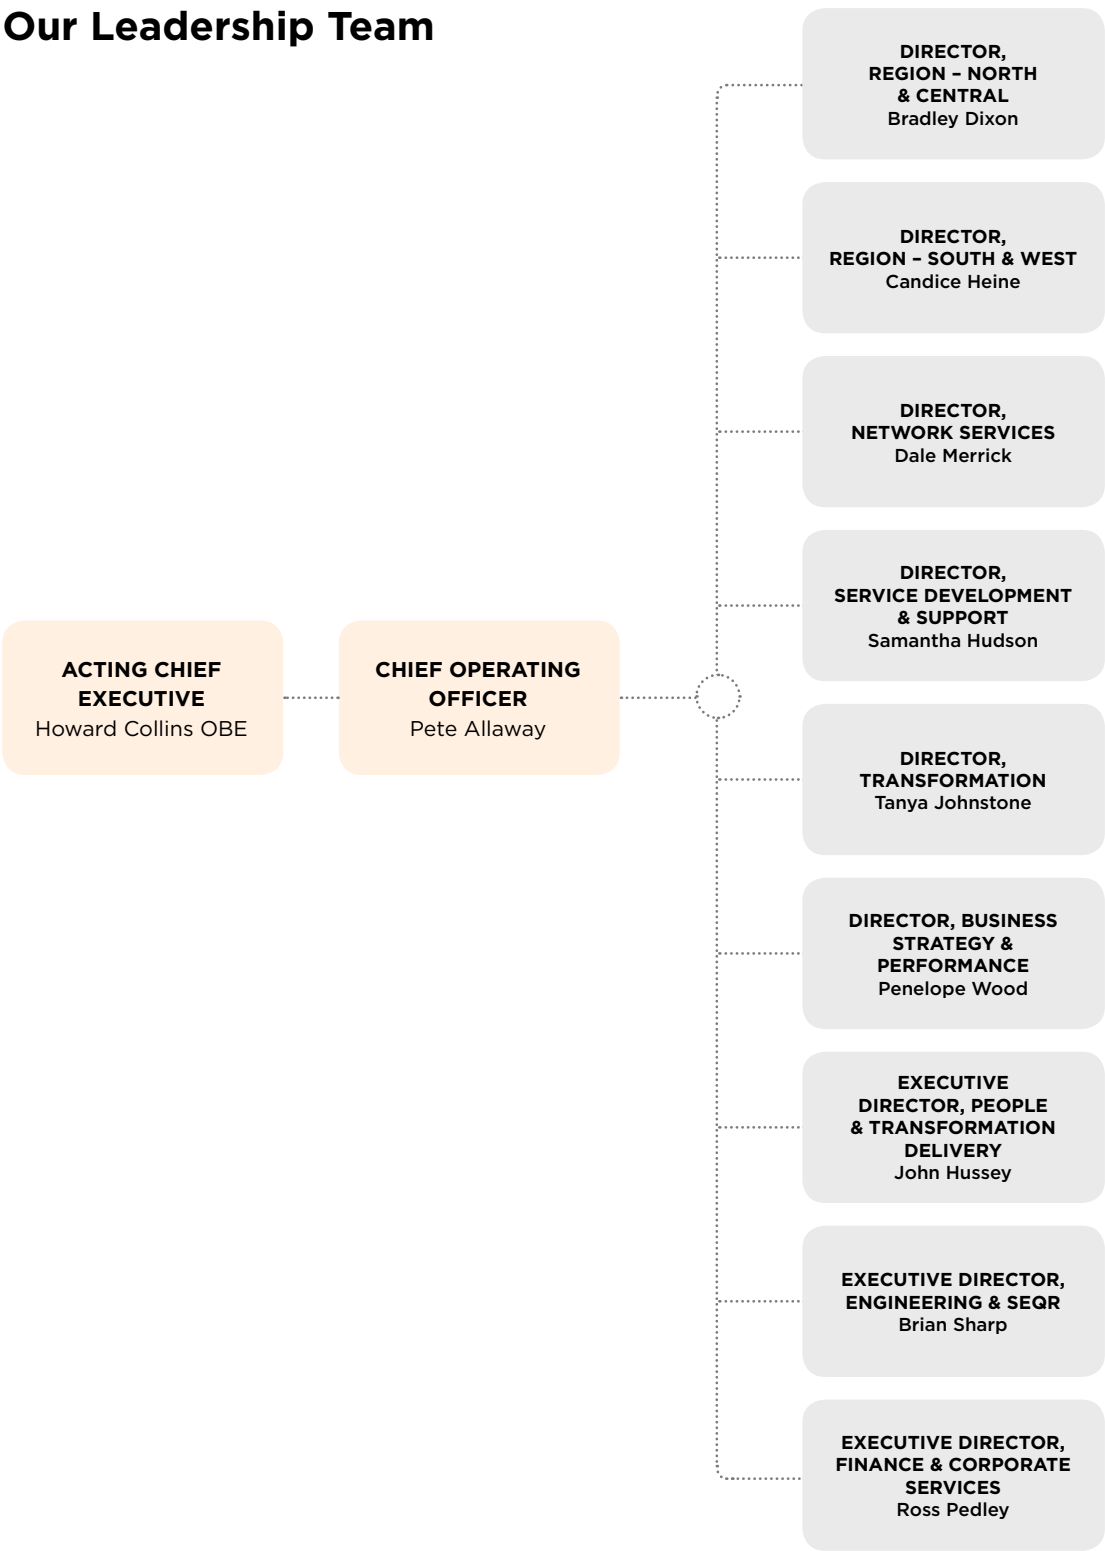 Our Leadership Team
ACTING CHIEF
EXECUTIVE
Howard Collins OBE
CHIEF OPERATING
OFFICER
Pete Allaway
DIRECTOR,
REGION – NORTH
& CENTRAL
Bradley Dixon
DIRECTOR,
REGION – SOUTH & WEST
Candice Heine
DIRECTOR,
NETWORK SERVICES
Dale Merrick
DIRECTOR,
SERVICE DEVELOPMENT
& SUPPORT
Samantha Hudson
DIRECTOR,
TRANSFORMATION
Tanya Johnstone
DIRECTOR, BUSINESS
STRATEGY &
PERFORMANCE
Penelope Wood
EXECUTIVE
DIRECTOR, PEOPLE
& TRANSFORMATION
DELIVERY
John Hussey
EXECUTIVE DIRECTOR,
ENGINEERING & SEQR
Brian Sharp
EXECUTIVE DIRECTOR,
FINANCE & CORPORATE
SERVICES
Ross Pedley